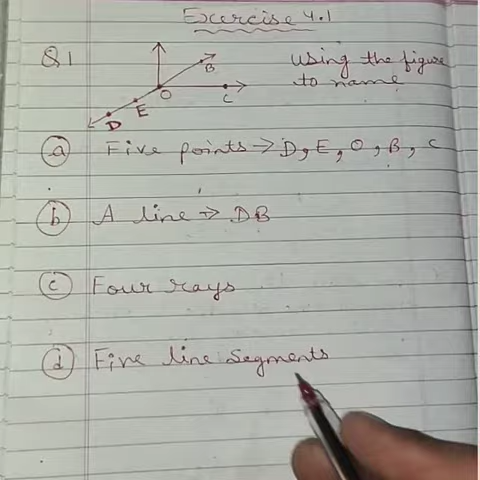 Exercise 4.1
Q1 Using the figure
to name
B
O
C
E
D
(a) Five points → D, E, O, B, C
(b) A line → DB
(c) Four rays
(d) Five line segments